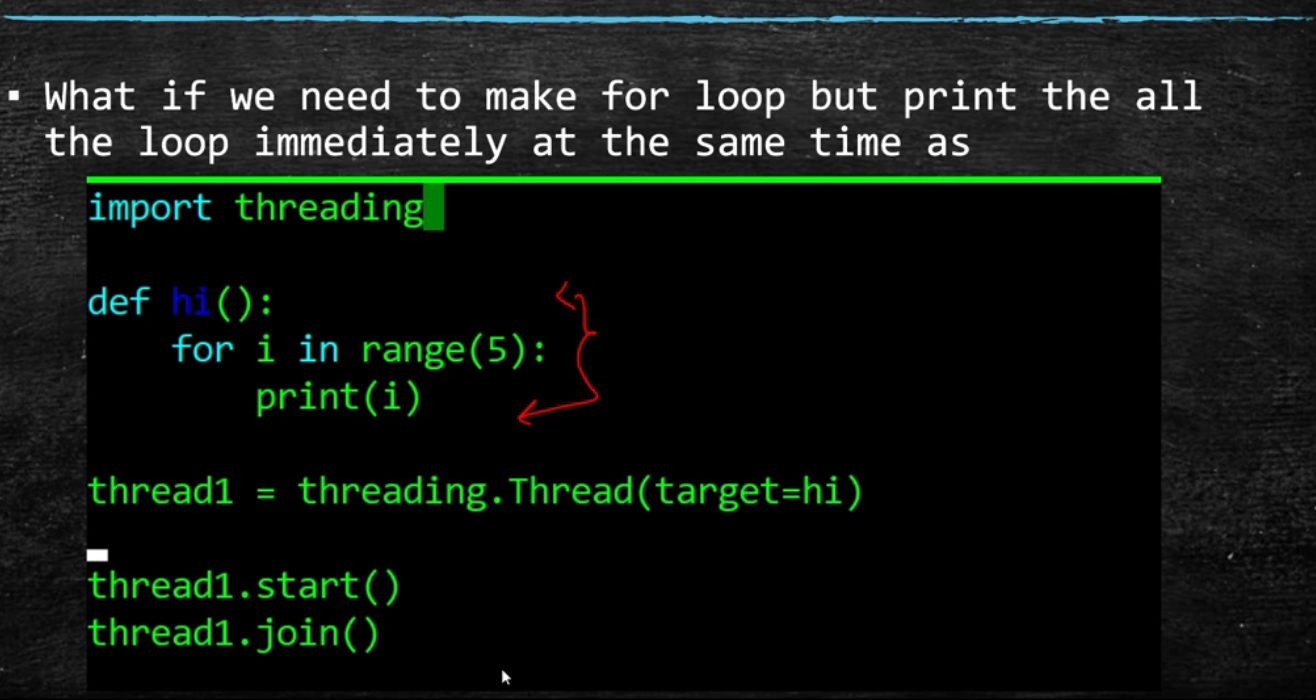 ▪ What if we need to make for loop but print the all
the loop immediately at the same time as
import threading
def hi():
    for i in range(5):
        print(i)
thread1 = threading.Thread(target=hi)
thread1.start()
thread1.join()